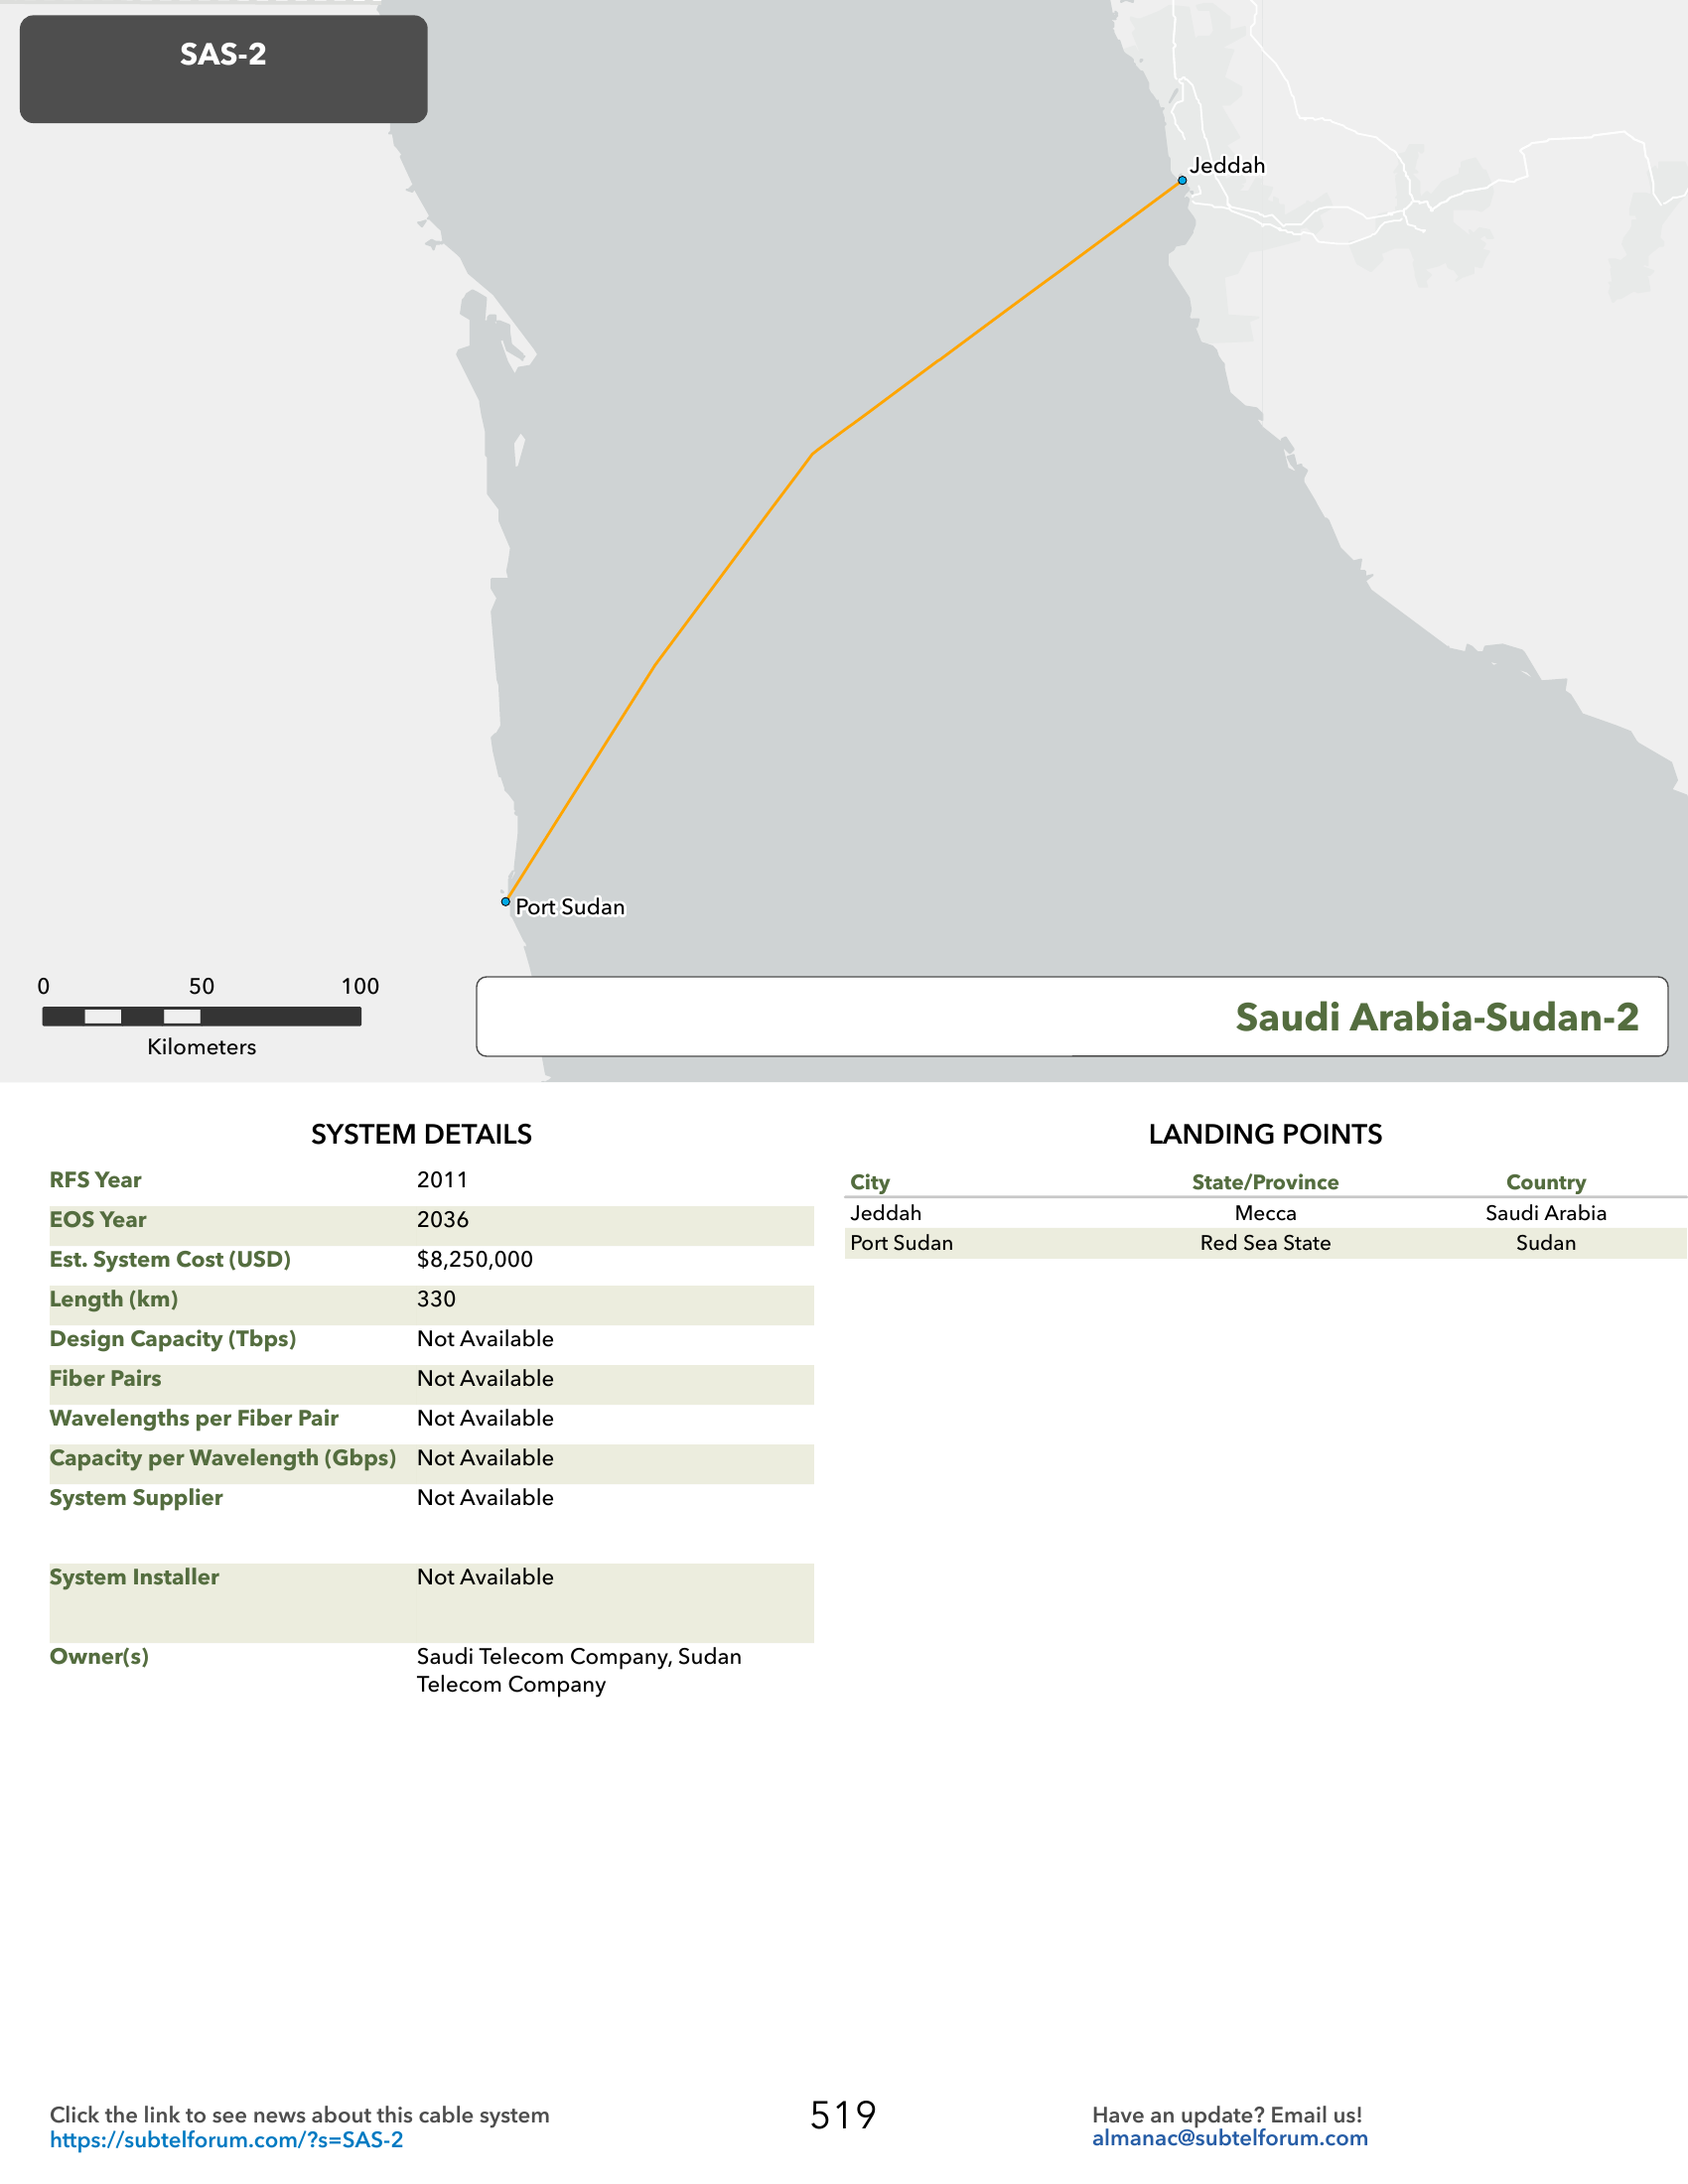 SAS-2
Jeddah
Port Sudan
0 50 100
Kilometers
Saudi Arabia-Sudan-2
SYSTEM DETAILS
RFS Year 2011
EOS Year 2036
Est. System Cost (USD) $8,250,000
Length (km) 330
Design Capacity (Tbps) Not Available
Fiber Pairs Not Available
Wavelengths per Fiber Pair Not Available
Capacity per Wavelength (Gbps) Not Available
System Supplier Not Available
System Installer Not Available
Owner(s) Saudi Telecom Company, Sudan
Telecom Company
LANDING POINTS
City State/Province Country
Jeddah Mecca Saudi Arabia
Port Sudan Red Sea State Sudan
Click the link to see news about this cable system
https://subtelforum.com/?s=SAS-2
519
Have an update? Email us!
almanac@subtelforum.com